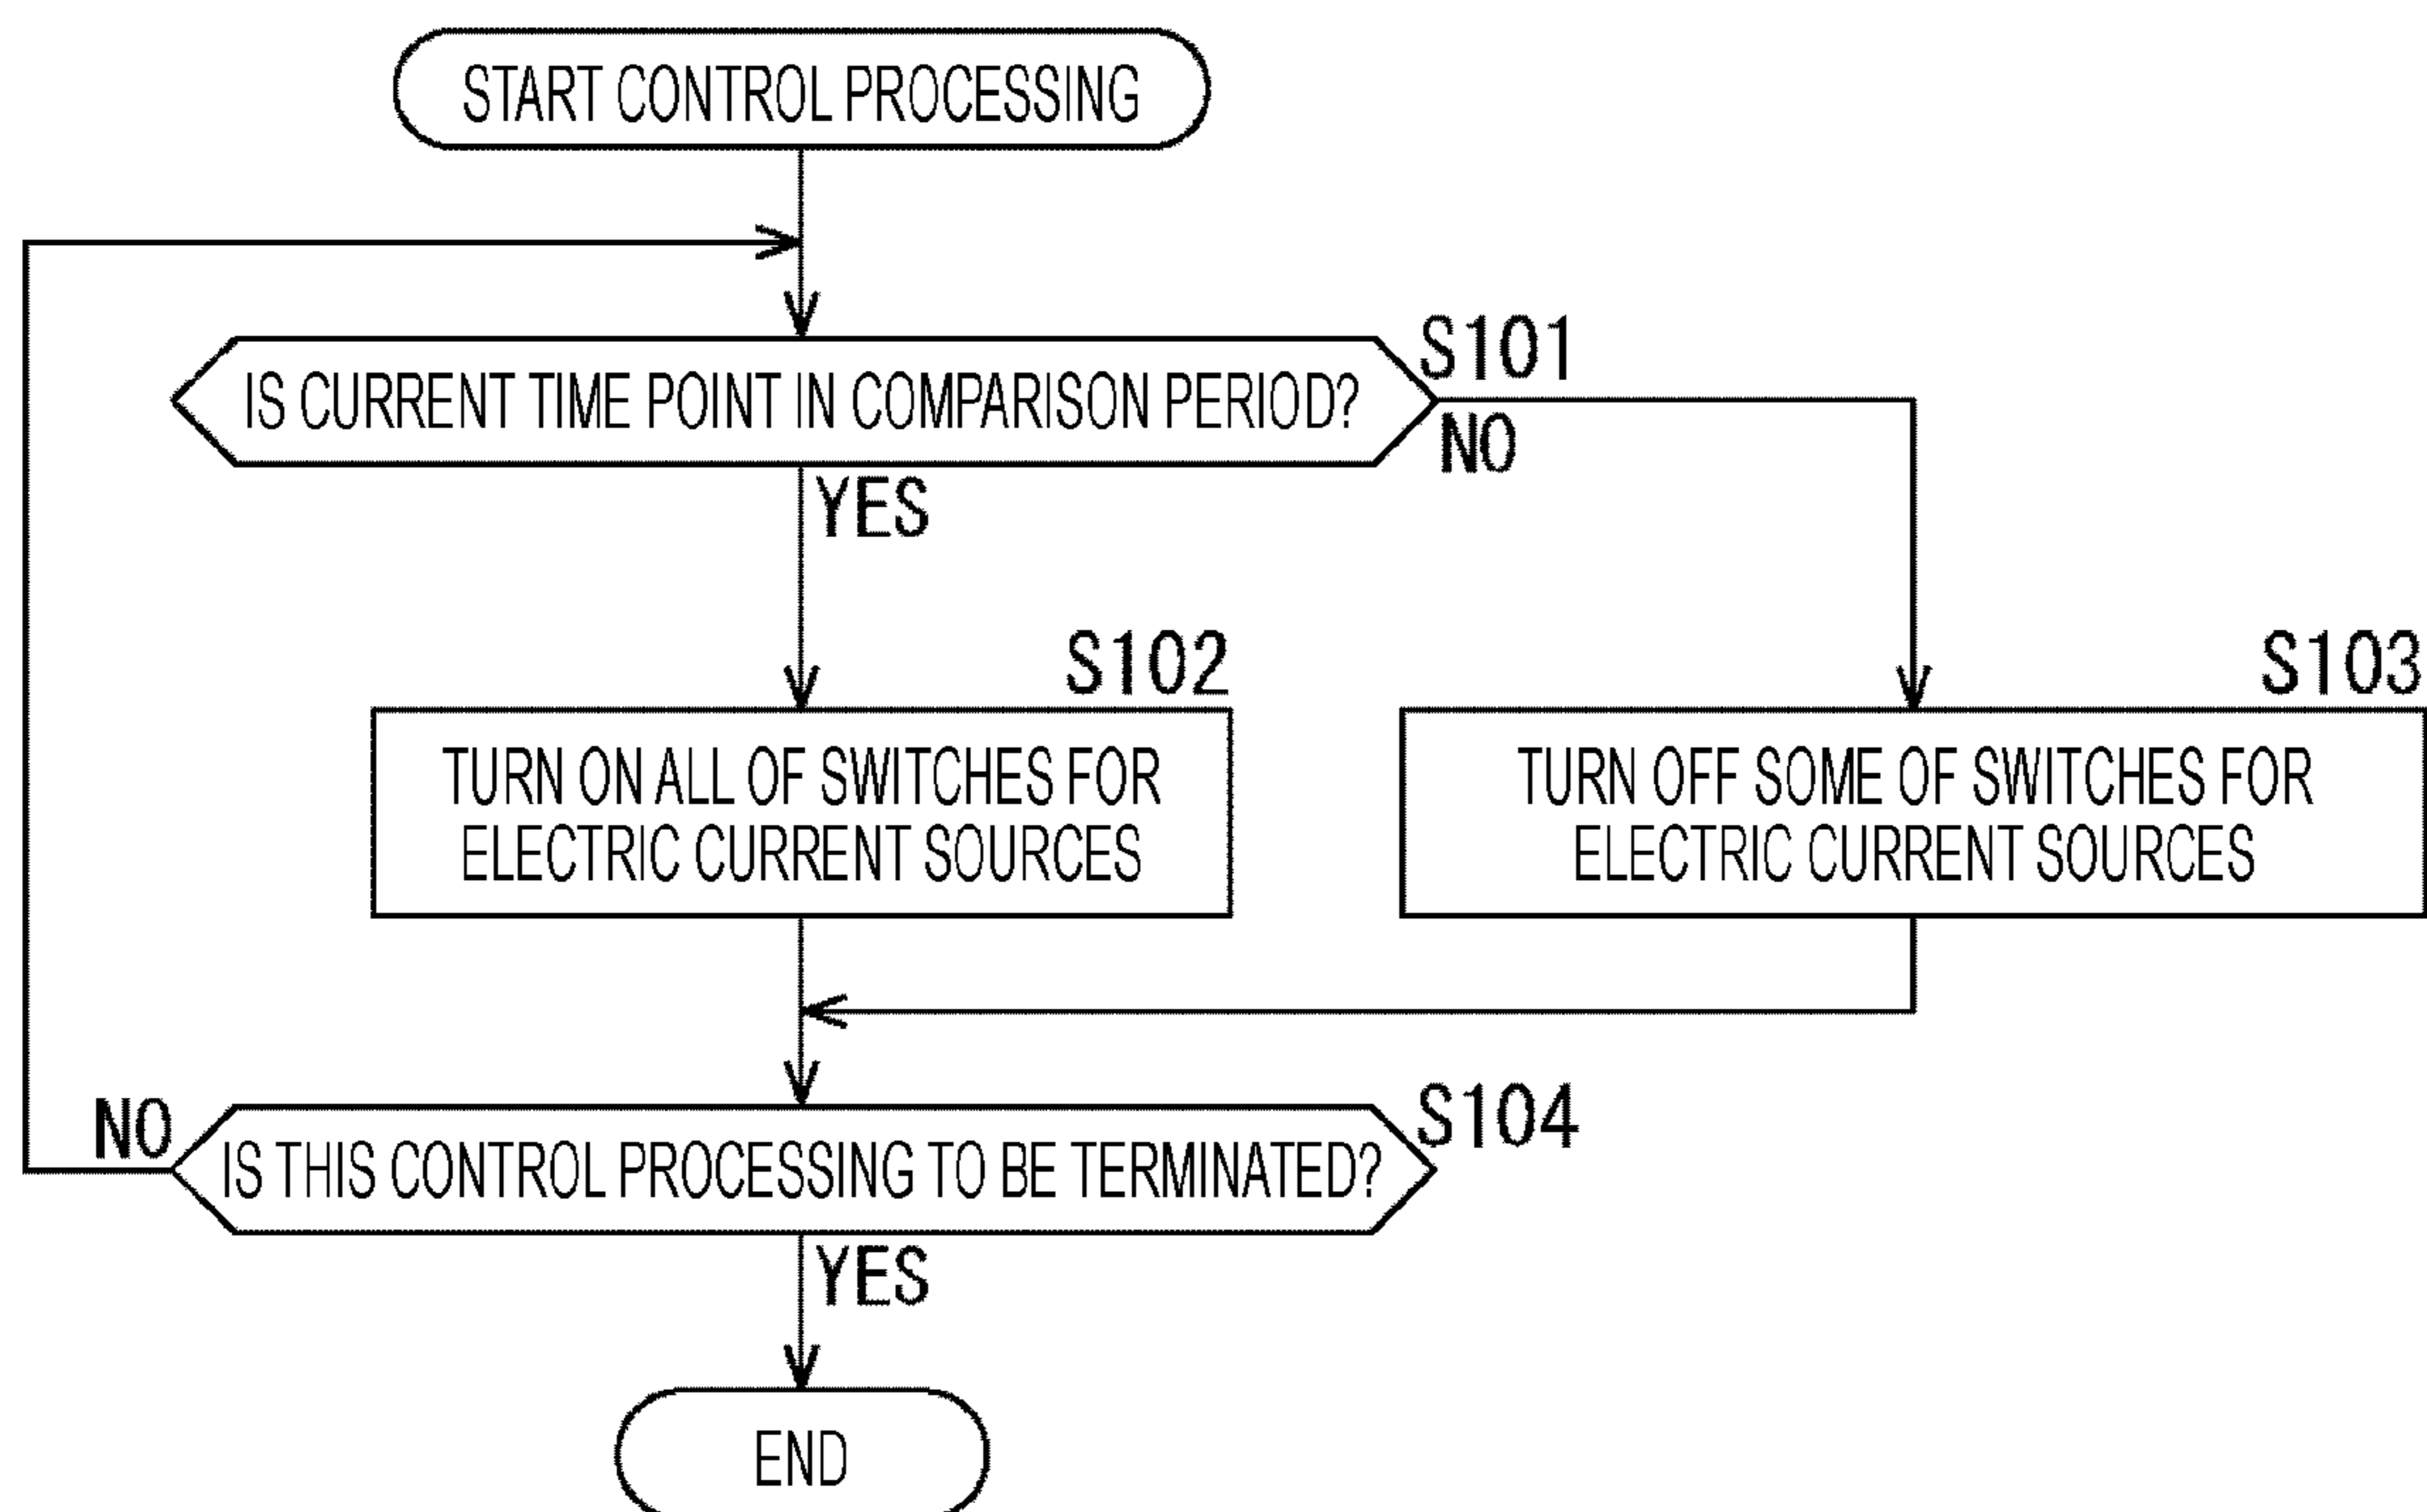 START CONTROL PROCESSING
S101
IS CURRENT TIME POINT IN COMPARISON PERIOD?
NO
YES
S102
TURN ON ALL OF SWITCHES FOR
ELECTRIC CURRENT SOURCES
S103
TURN OFF SOME OF SWITCHES FOR
ELECTRIC CURRENT SOURCES
NO
S104
IS THIS CONTROL PROCESSING TO BE TERMINATED?
YES
END